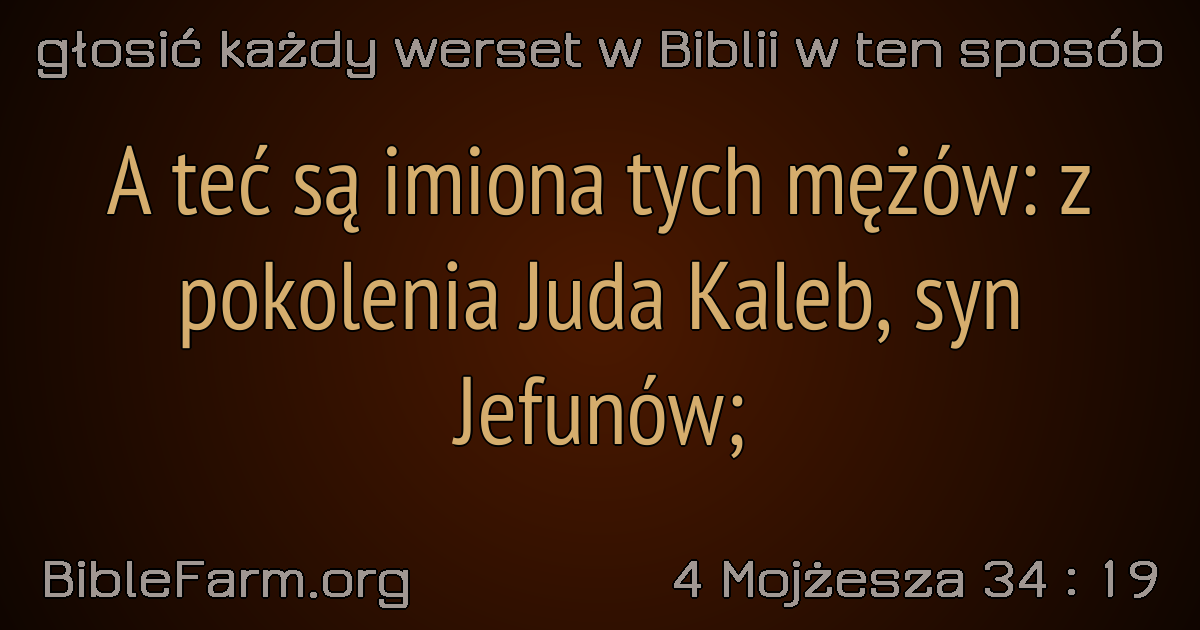 głosić każdy werset w Biblii w ten sposób
A teć są imiona tych mężów: z
pokolenia Juda Kaleb, syn
Jefunów;
BibleFarm.org
4 Mojżesza 34 : 19